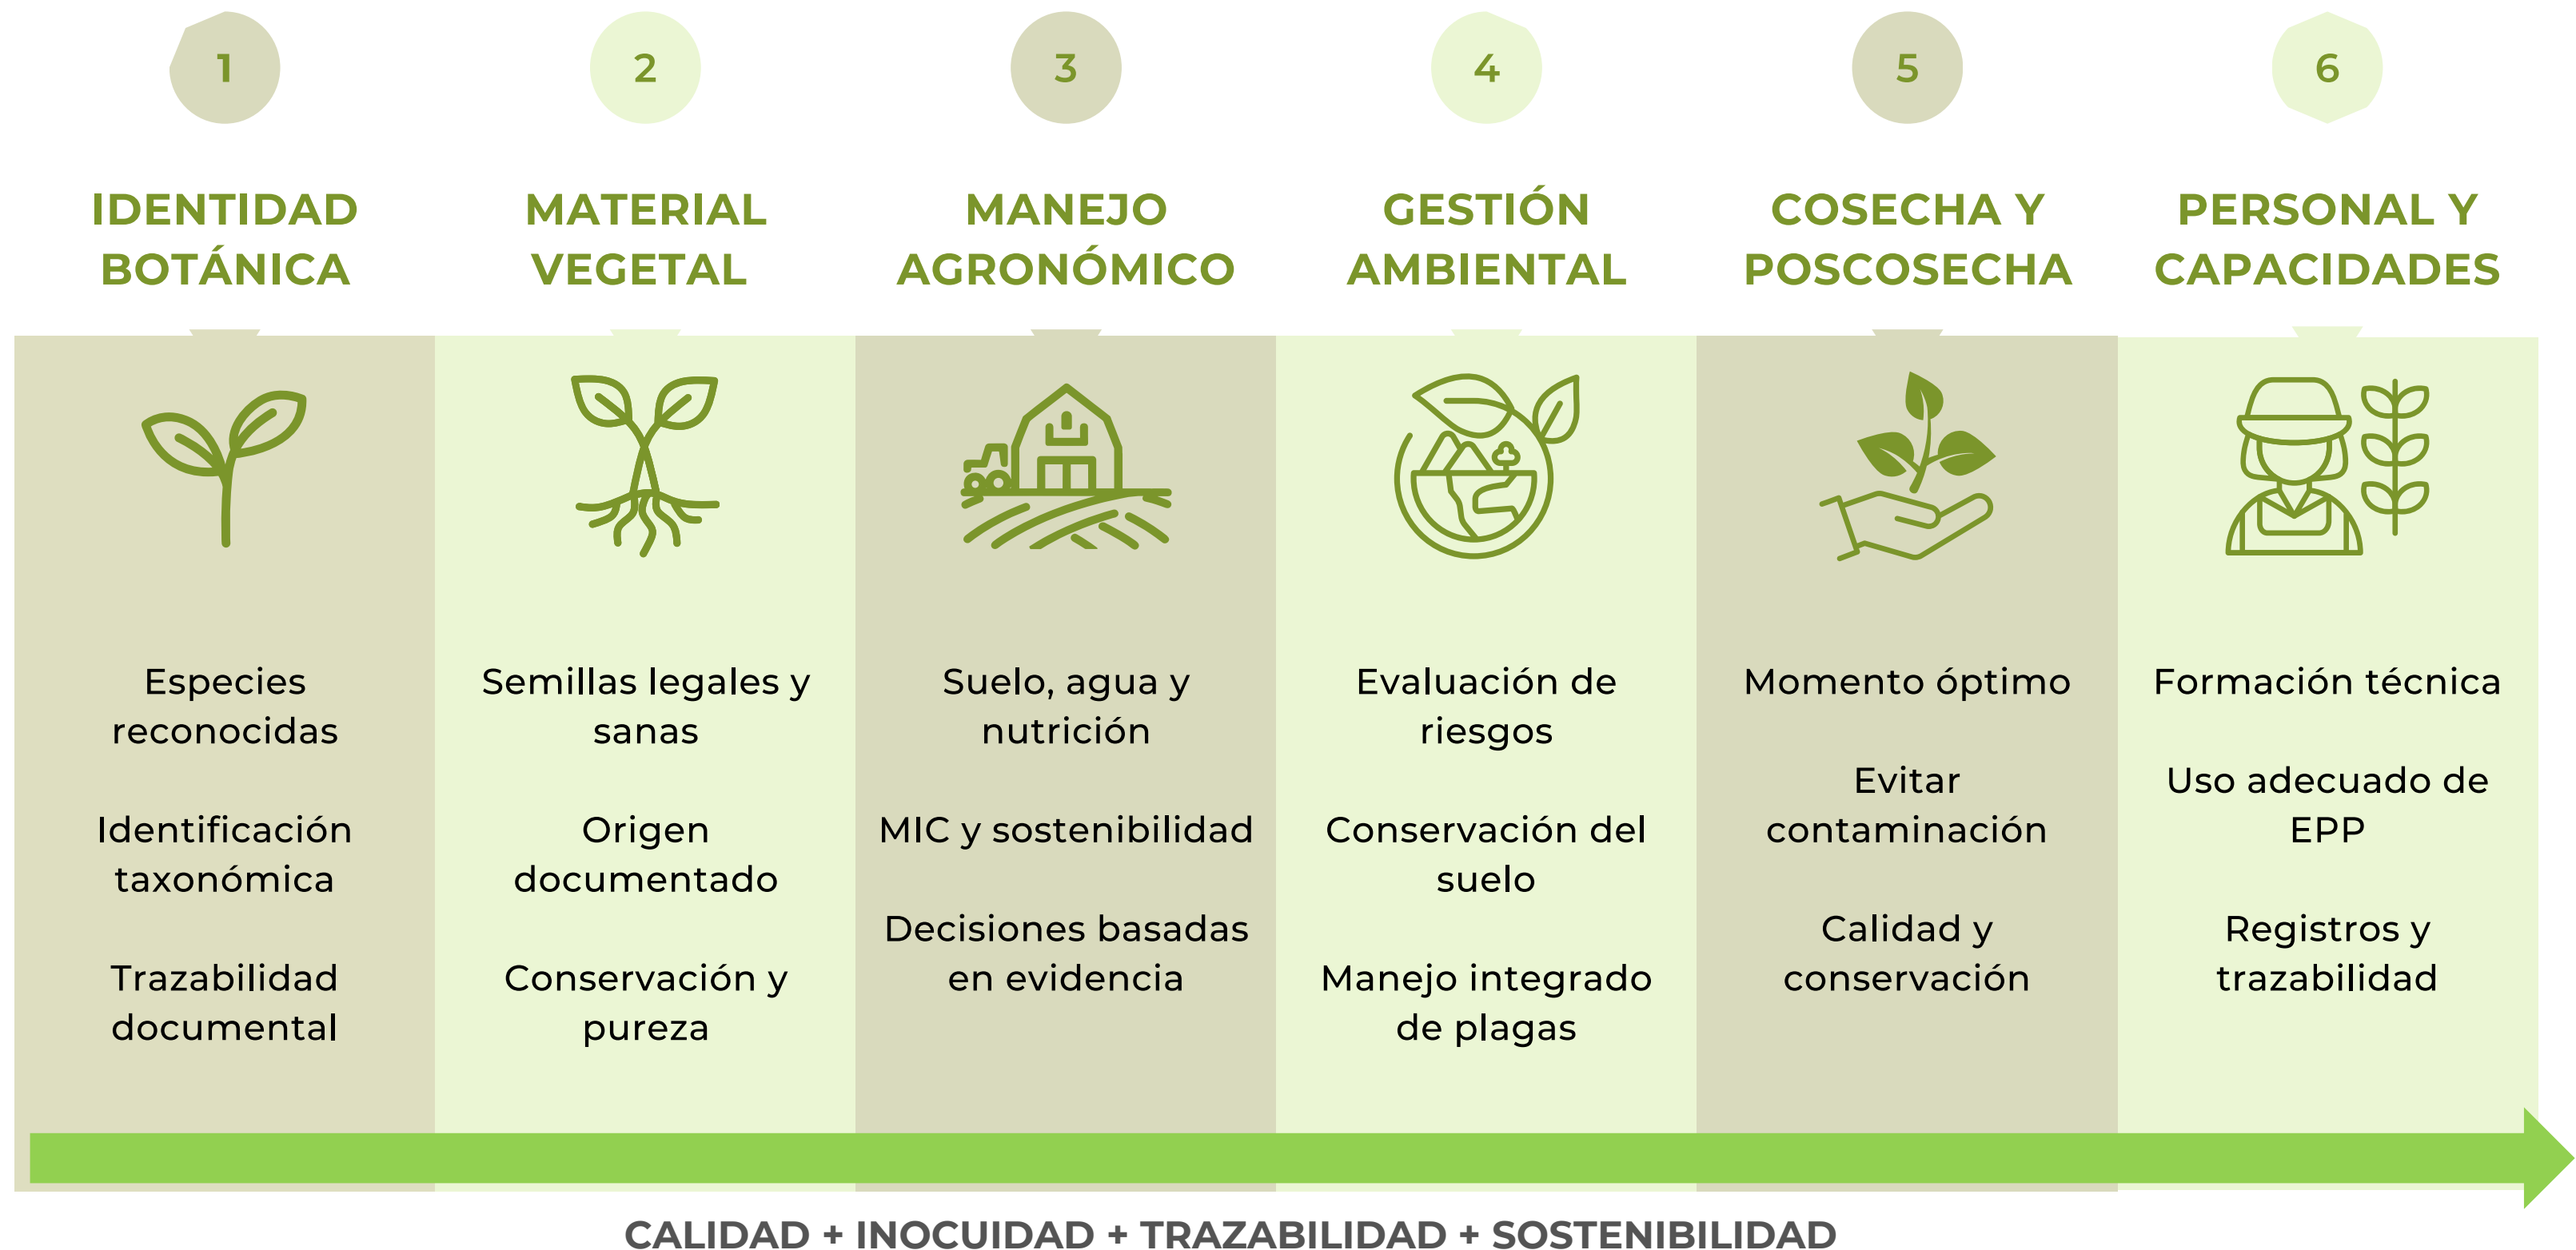 1
IDENTIDAD
BOTÁNICA
Especies
reconocidas
Identificación
taxonómica
Trazabilidad
documental
2
MATERIAL
VEGETAL
Semillas legales y
sanas
Origen
documentado
Conservación y
pureza
3
MANEJO
AGRONÓMICO
Suelo, agua y
nutrición
MIC y sostenibilidad
Decisiones basadas
en evidencia
4
GESTIÓN
AMBIENTAL
Evaluación de
riesgos
Conservación del
suelo
Manejo integrado
de plagas
5
COSECHA Y
POSCOSECHA
Momento óptimo
Evitar
contaminación
Calidad y
conservación
6
PERSONAL Y
CAPACIDADES
Formación técnica
Uso adecuado de
EPP
Registros y
trazabilidad
CALIDAD + INOCUIDAD + TRAZABILIDAD + SOSTENIBILIDAD